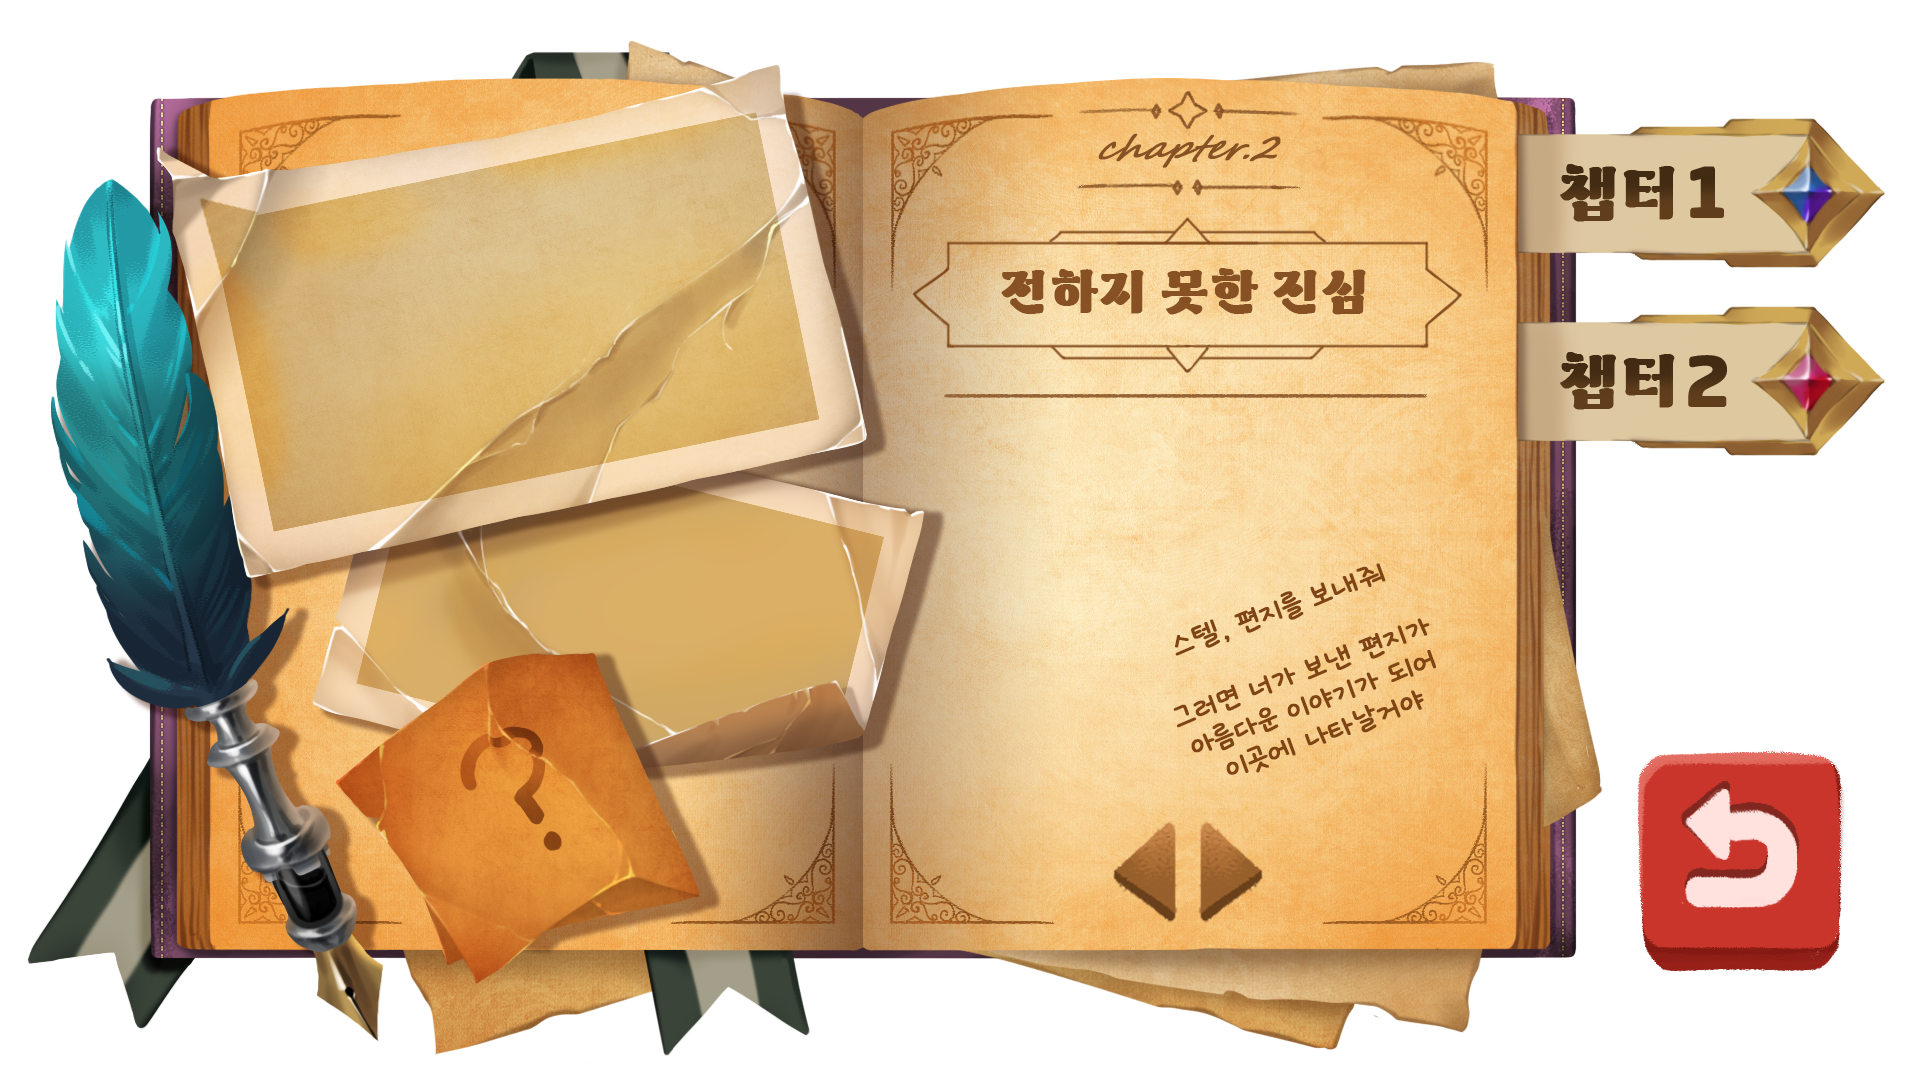 chapter.2
전하지 못한 진심
스텔, 편지를 보내줘
그러면 너가 보낸 편지가
아름다운 이야기가 되어
이곳에 나타날거야
?
챕터1
챕터2